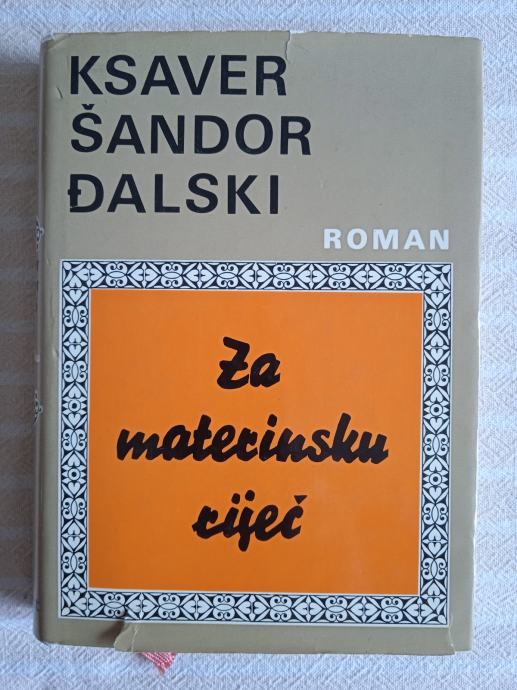 KSAVER
ŠANDOR
ĐALSKI
ROMAN
Za
materinsku
riječ